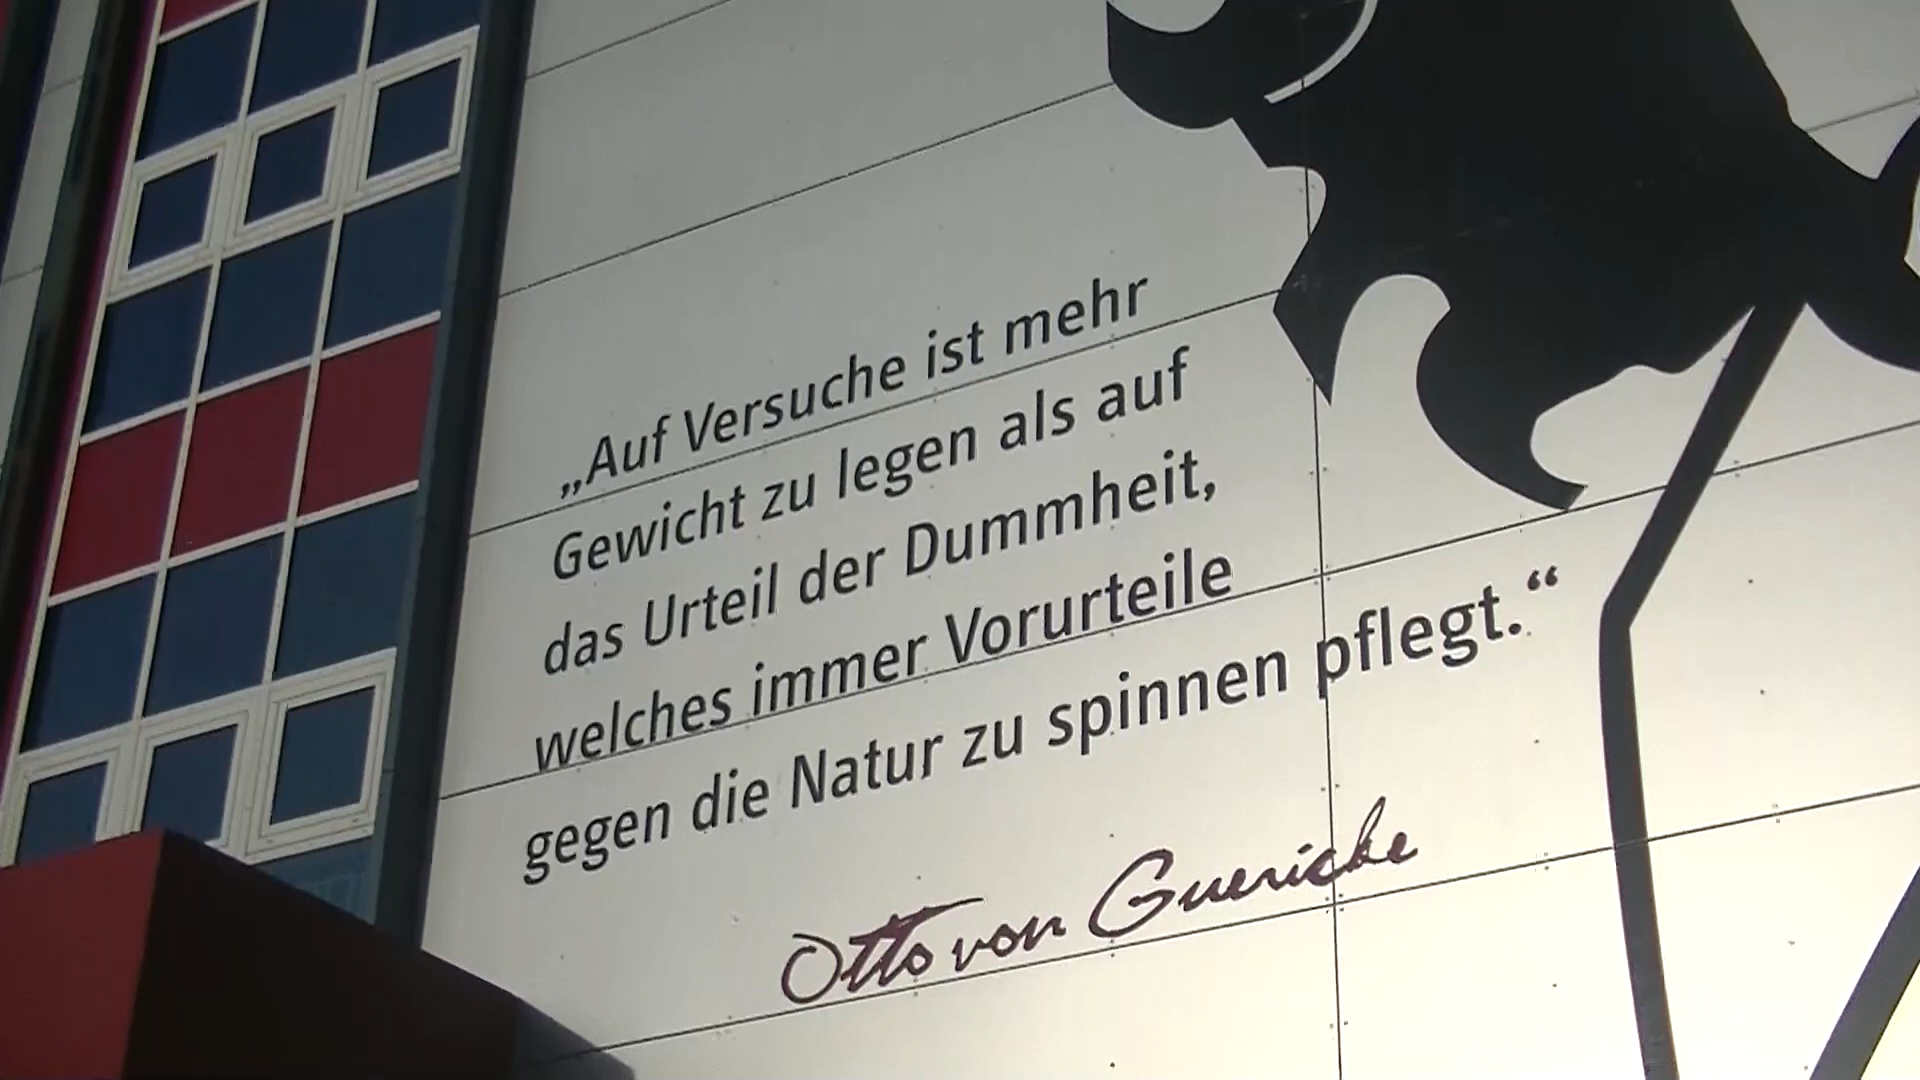 „Auf Versuche ist mehr
Gewicht zu legen als auf
das Urteil der Dummheit,
welches immer Vorurteile
gegen die Natur zu spinnen pflegt.“
Otto von Guericke